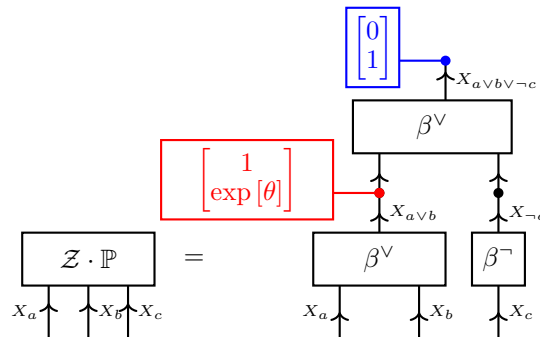 [0
1]
X_{a∨b∨¬c}
β^∨
[1
exp [θ]]
X_{a∨b}
X_{¬c}
𝒵 · ℙ
=
β^∨
β^¬
X_a
X_b
X_c
X_a
X_b
X_c